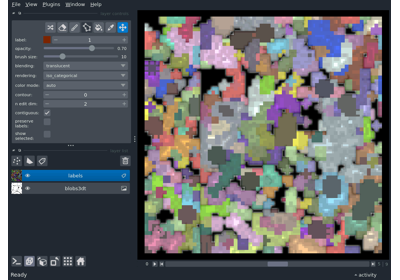 File View Plugins Window Help
label: 1
opacity: 0.70
brush size: 10
blending: translucent
rendering: iso_categorical
color mode: auto
contour: 0
n edit dim: 2
contiguous:
preserve
labels:
show
selected:
labels
blobs3dt
Ready
activity